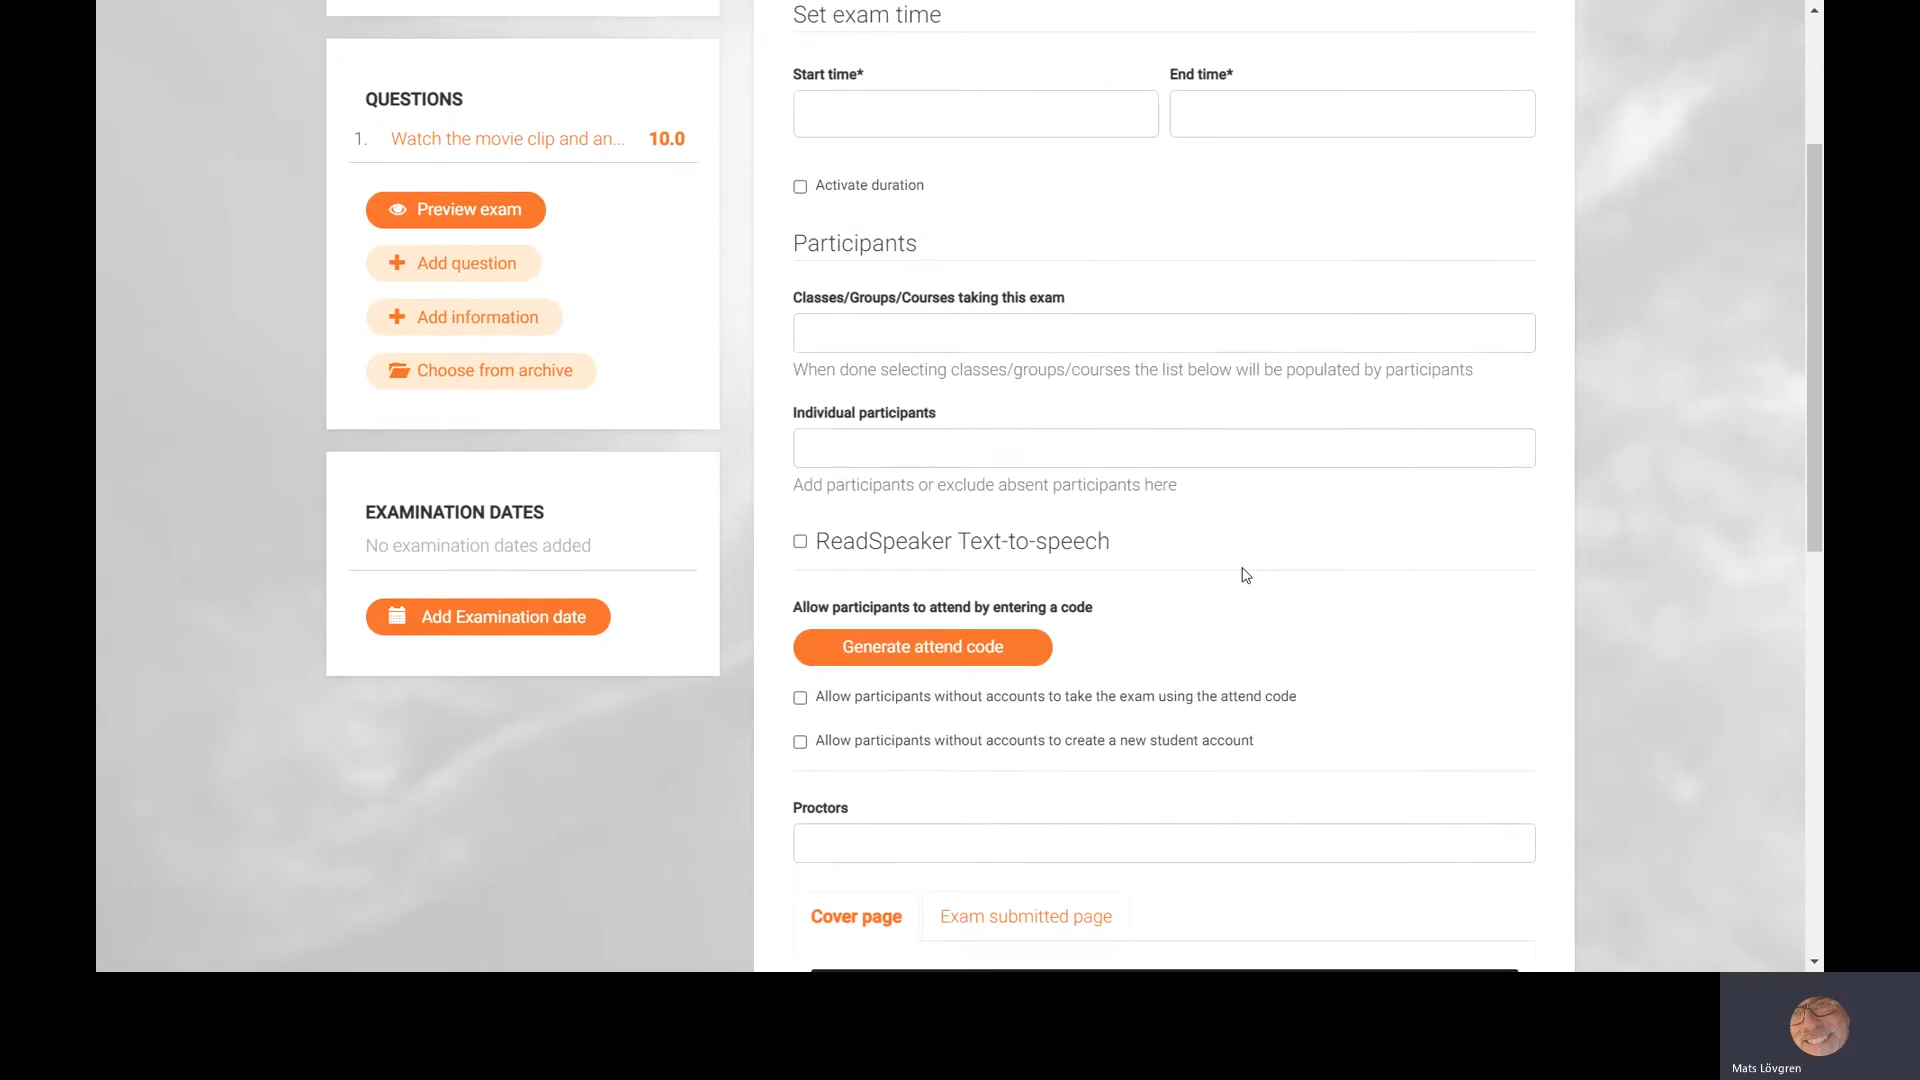 QUESTIONS
1. Watch the movie clip and an... 10.0
Preview exam
Add question
Add information
Choose from archive
EXAMINATION DATES
No examination dates added
Add Examination date
Set exam time
Start time* End time*
Activate duration
Participants
Classes/Groups/Courses taking this exam
When done selecting classes/groups/courses the list below will be populated by participants
Individual participants
Add participants or exclude absent participants here
ReadSpeaker Text-to-speech
Allow participants to attend by entering a code
Generate attend code
Allow participants without accounts to take the exam using the attend code
Allow participants without accounts to create a new student account
Proctors
Cover page Exam submitted page
Mats Lövgren